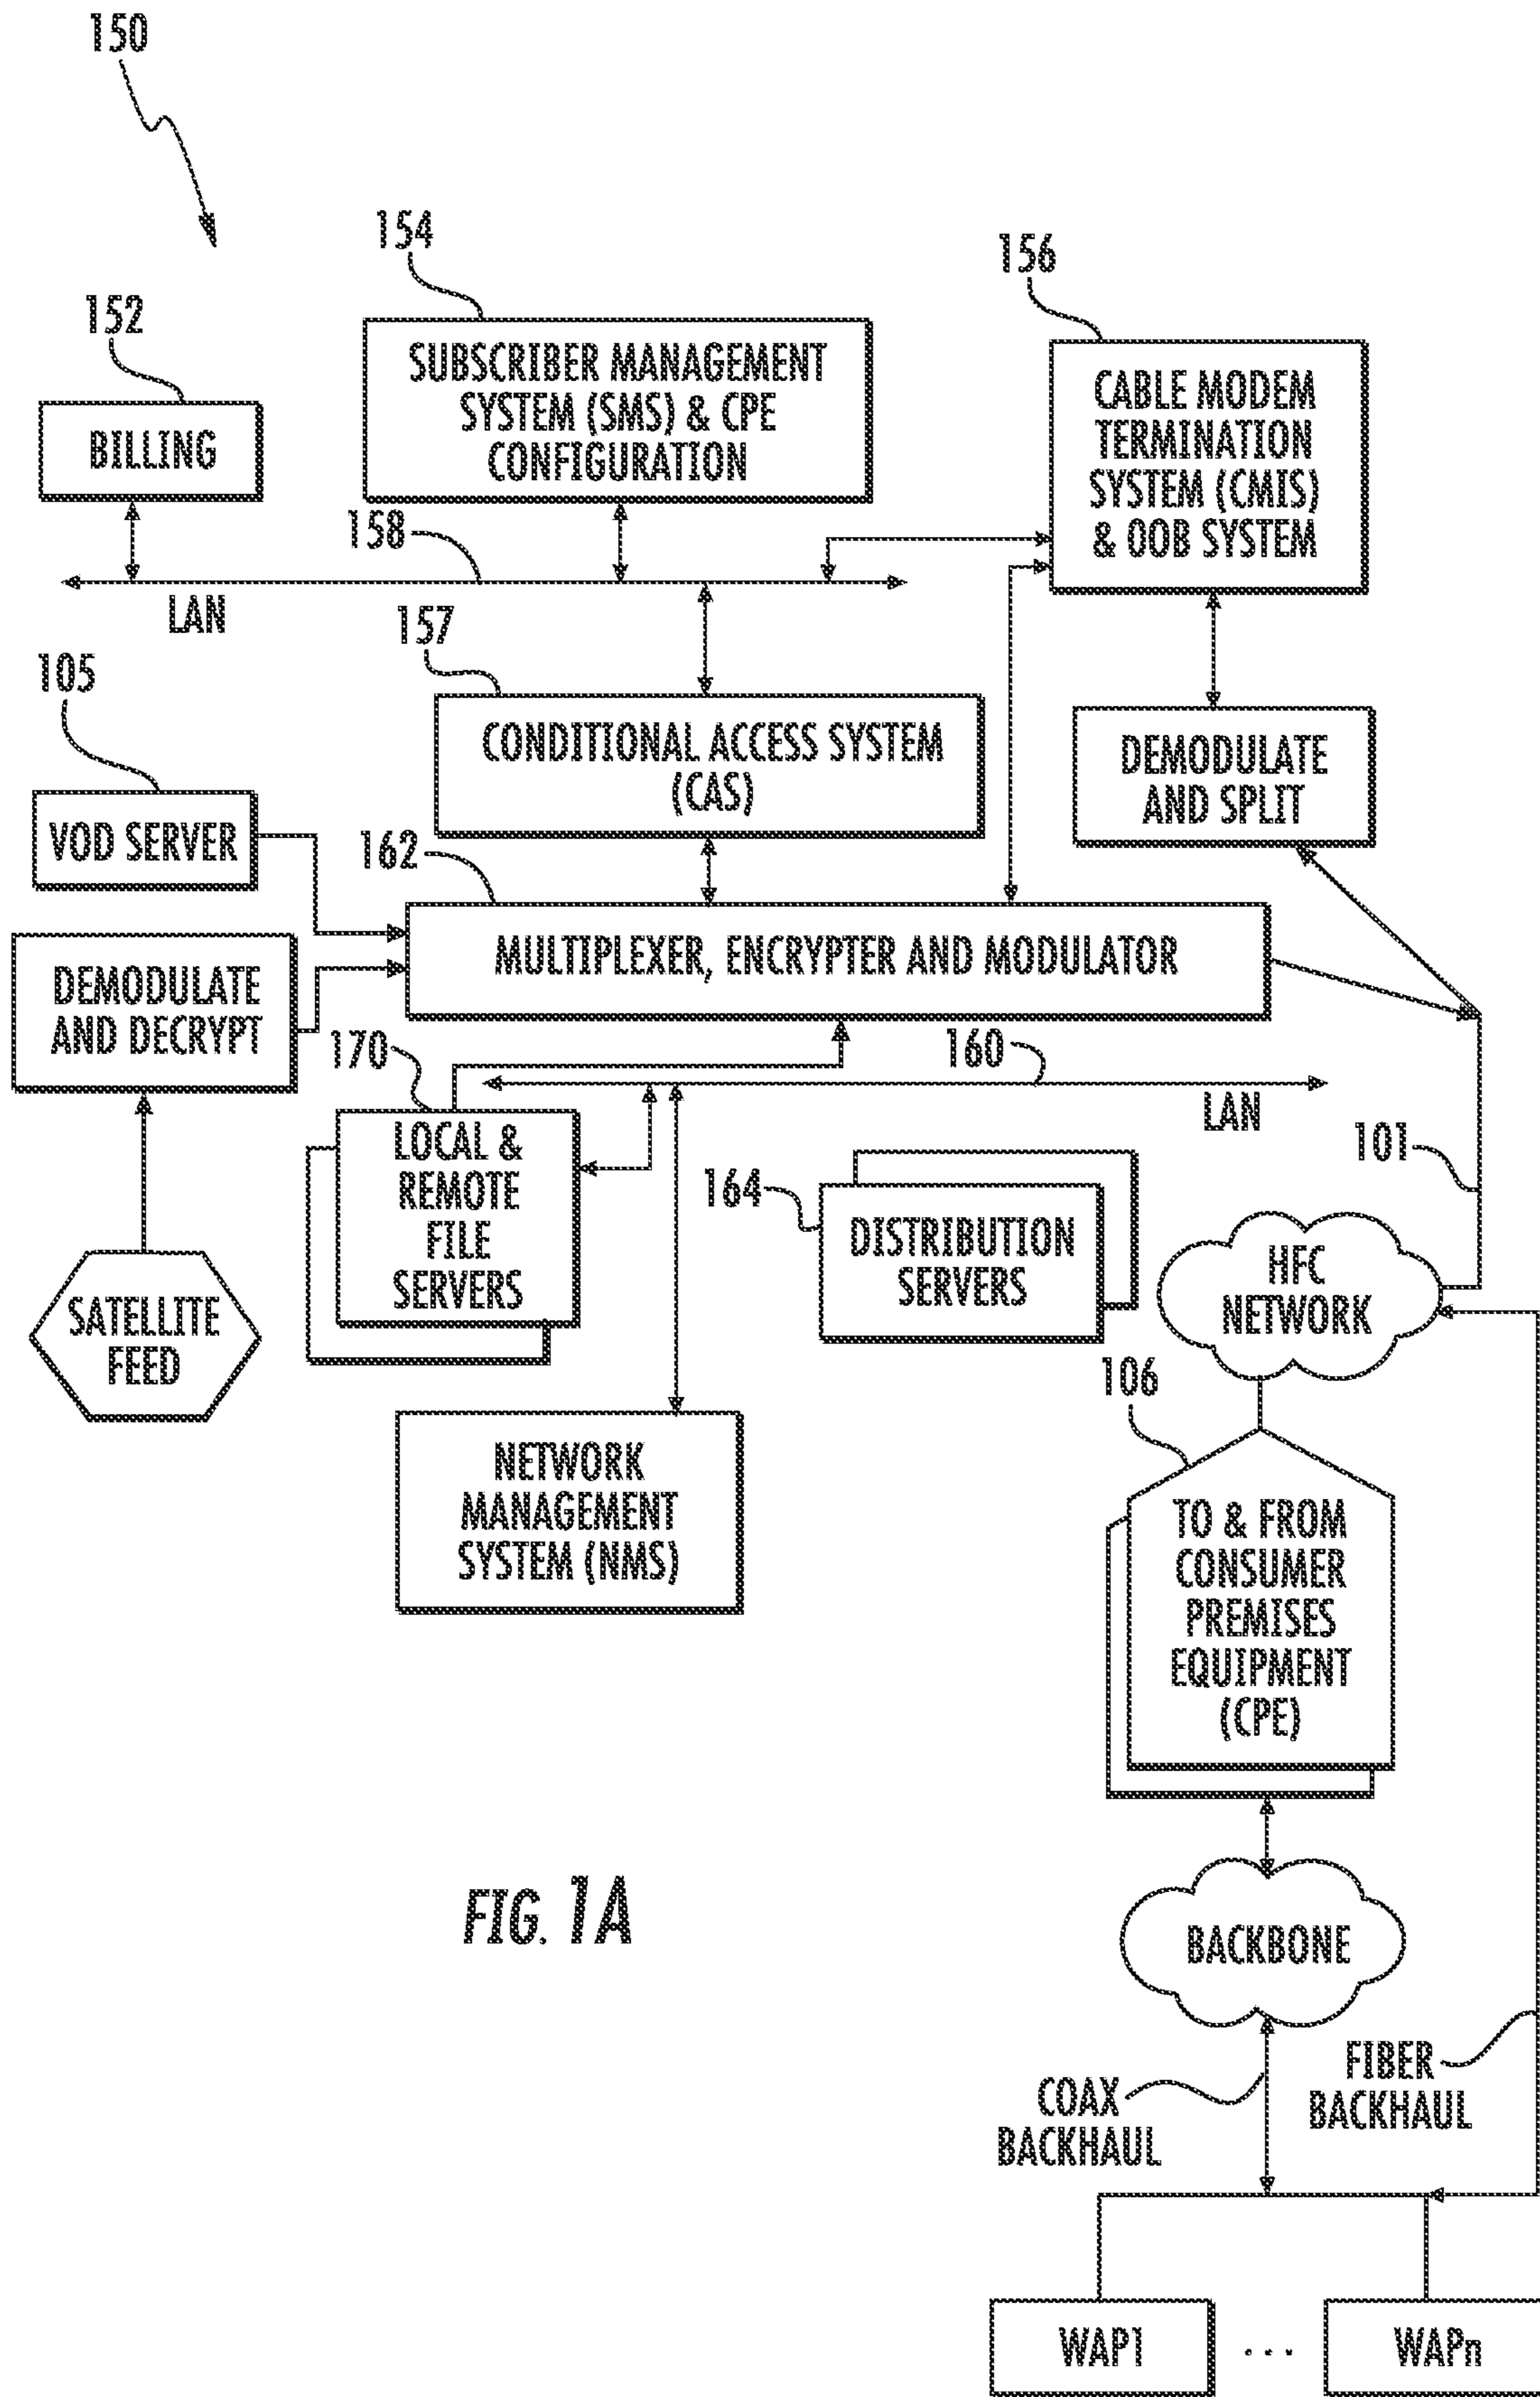 150
154
156
152
SUBSCRIBER MANAGEMENT
SYSTEM (SMS) & CPE
CONFIGURATION
CABLE MODEM
TERMINATION
SYSTEM (CMIS)
& OOB SYSTEM
BILLING
158
LAN
157
105
CONDITIONAL ACCESS SYSTEM
(CAS)
DEMODULATE
AND SPLIT
VOD SERVER
162
MULTIPLEXER, ENCRYPTER AND MODULATOR
DEMODULATE
AND DECRYPT
170
160
LAN
101
LOCAL &
REMOTE
FILE
SERVERS
164
DISTRIBUTION
SERVERS
HFC
NETWORK
SATELLITE
FEED
106
NETWORK
MANAGEMENT
SYSTEM (NMS)
TO & FROM
CONSUMER
PREMISES
EQUIPMENT
(CPE)
FIG. 1A
BACKBONE
COAX
BACKHAUL
FIBER
BACKHAUL
WAP1
...
WAPn